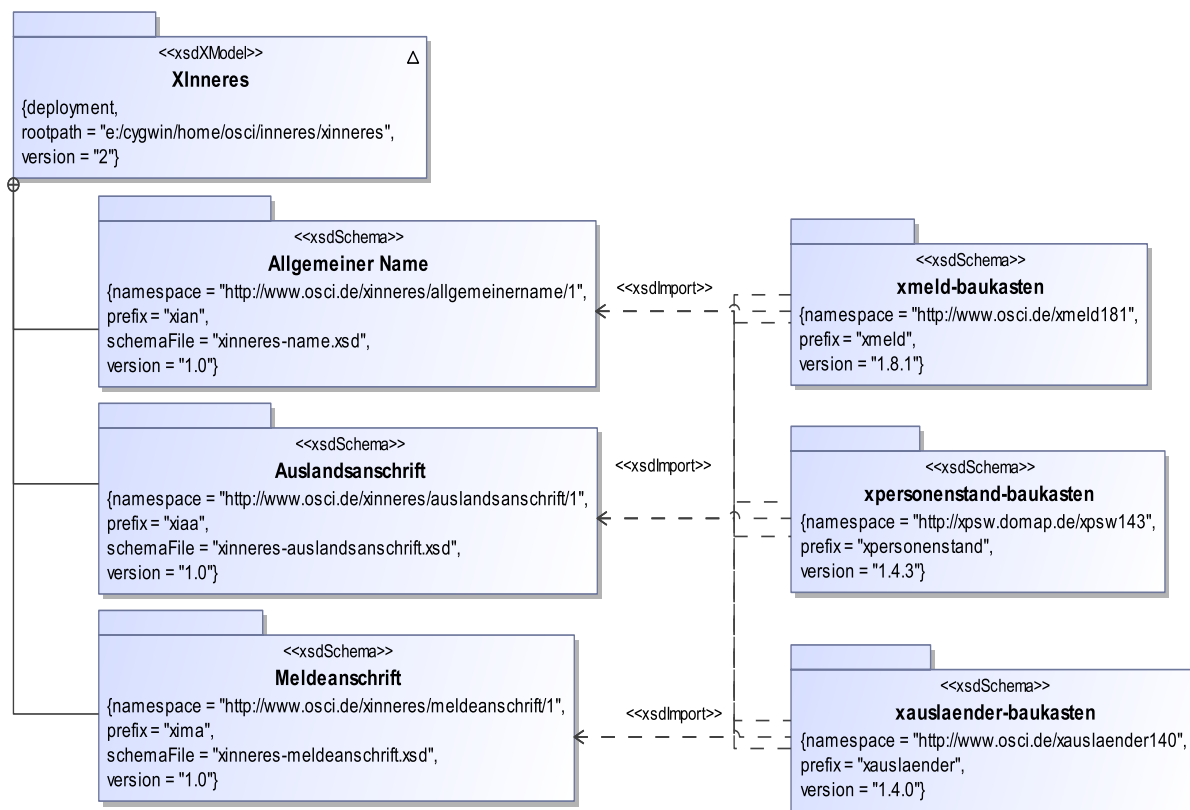 <<xsdXModel>>
XInneres
{deployment,
rootpath = "e:/cygwin/home/osci/inneres/xinneres",
version = "2"}
<<xsdSchema>>
Allgemeiner Name
{namespace = "http://www.osci.de/xinneres/allgemeinername/1",
prefix = "xian",
schemaFile = "xinneres-name.xsd",
version = "1.0"}
<<xsdImport>>
<<xsdSchema>>
xmeld-baukasten
{namespace = "http://www.osci.de/xmeld181",
prefix = "xmeld",
version = "1.8.1"}
<<xsdSchema>>
Auslandsanschrift
{namespace = "http://www.osci.de/xinneres/auslandsanschrift/1",
prefix = "xiaa",
schemaFile = "xinneres-auslandsanschrift.xsd",
version = "1.0"}
<<xsdImport>>
<<xsdSchema>>
xpersonenstand-baukasten
{namespace = "http://xpsw.domap.de/xpsw143",
prefix = "xpersonenstand",
version = "1.4.3"}
<<xsdSchema>>
Meldeanschrift
{namespace = "http://www.osci.de/xinneres/meldeanschrift/1",
prefix = "xima",
schemaFile = "xinneres-meldeanschrift.xsd",
version = "1.0"}
<<xsdImport>>
<<xsdSchema>>
xauslaender-baukasten
{namespace = "http://www.osci.de/xauslaender140",
prefix = "xauslaender",
version = "1.4.0"}